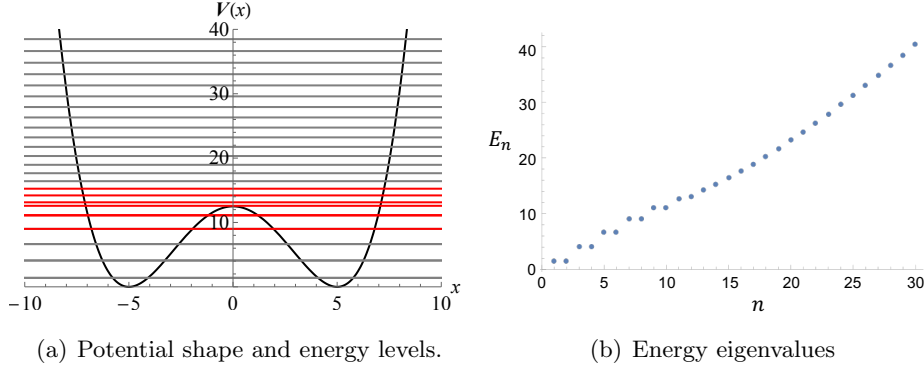 V(x)
40
30
20
10
−10 −5 0 5 10 x
(a) Potential shape and energy levels.
40
30
E_n
20
10
0
0 5 10 15 20 25 30
n
(b) Energy eigenvalues